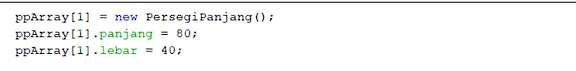 ppArray[1] = new PersegiPanjang();
ppArray[1].panjang = 80;
ppArray[1].lebar = 40;